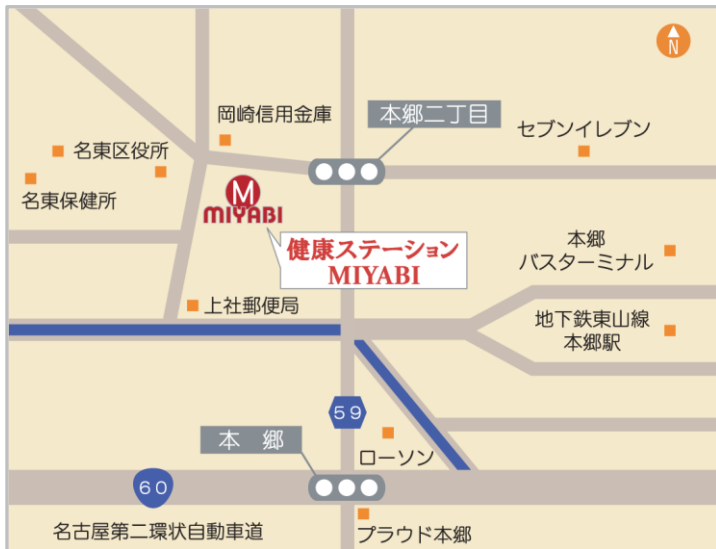 N
岡崎信用金庫
本郷二丁目
セブンイレブン
名東区役所
名東保健所
M
MIYABI
健康ステーション
MIYABI
本郷
バスターミナル
上社郵便局
地下鉄東山線
本郷駅
59
本 郷
ローソン
60
名古屋第二環状自動車道
プラウド本郷